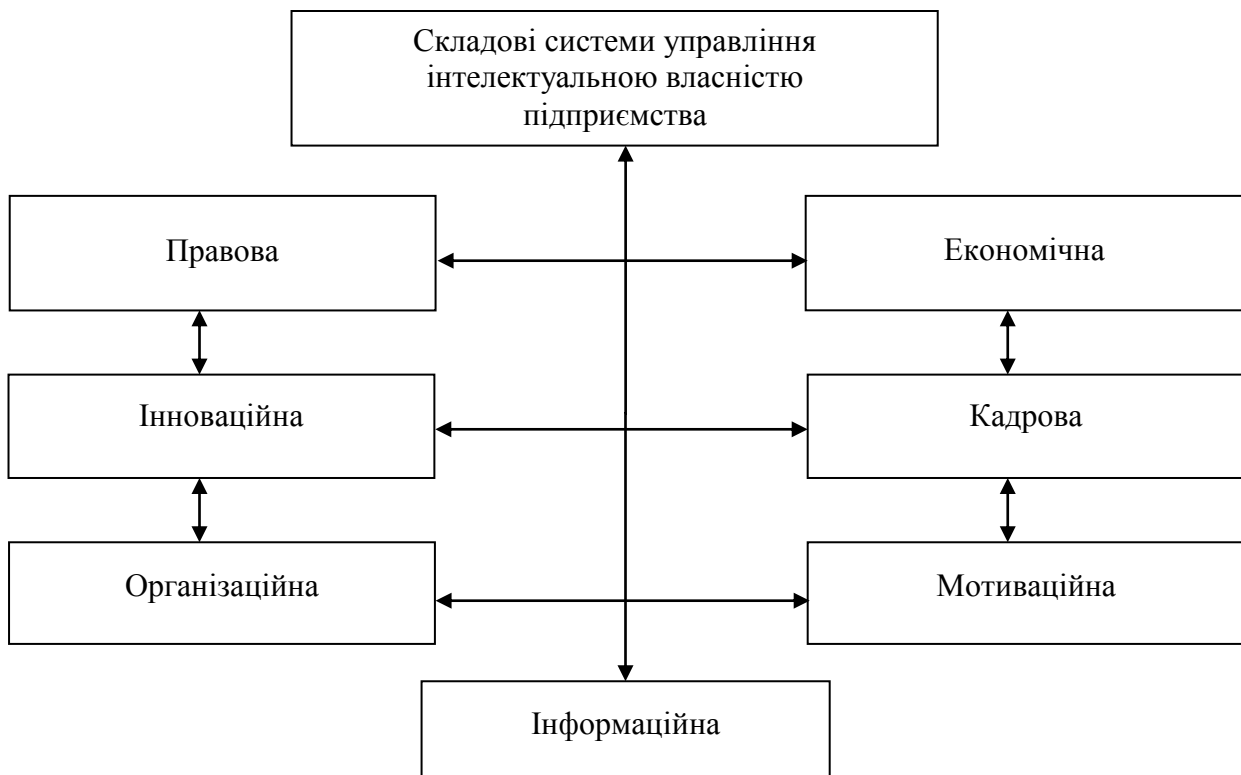 Складові системи управління
інтелектуальною власністю
підприємства
Правова
Економічна
Інноваційна
Кадрова
Організаційна
Мотиваційна
Інформаційна